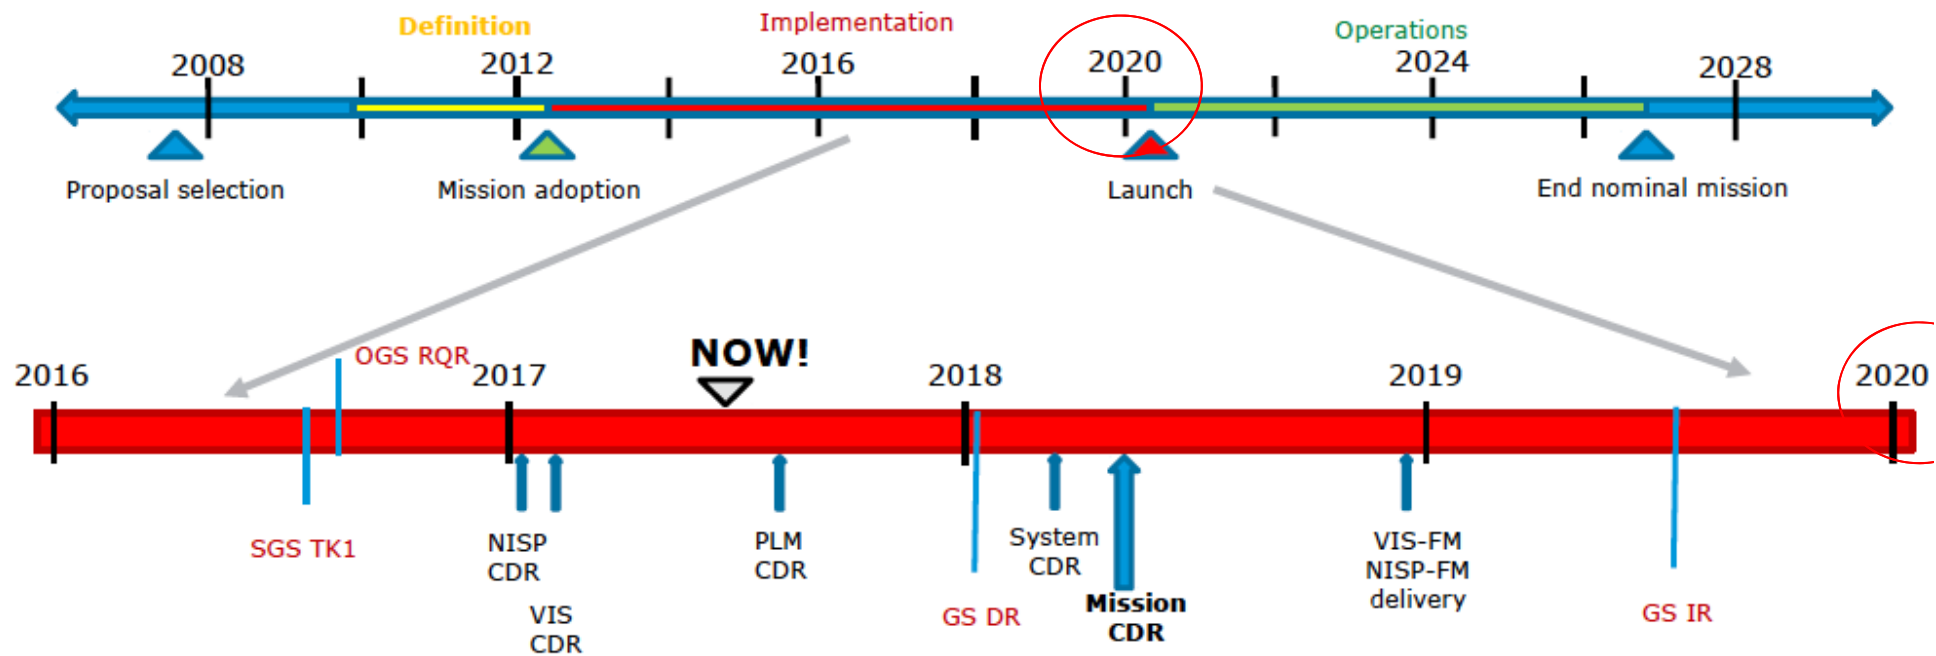 Definition
Implementation
Operations
2008
2012
2016
2020
2024
2028
Proposal selection
Mission adoption
Launch
End nominal mission
NOW!
OGS RQR
2016
2017
2018
2019
2020
SGS TK1
NISP
CDR
VIS
CDR
PLM
CDR
GS DR
System
CDR
Mission
CDR
VIS-FM
NISP-FM
delivery
GS IR